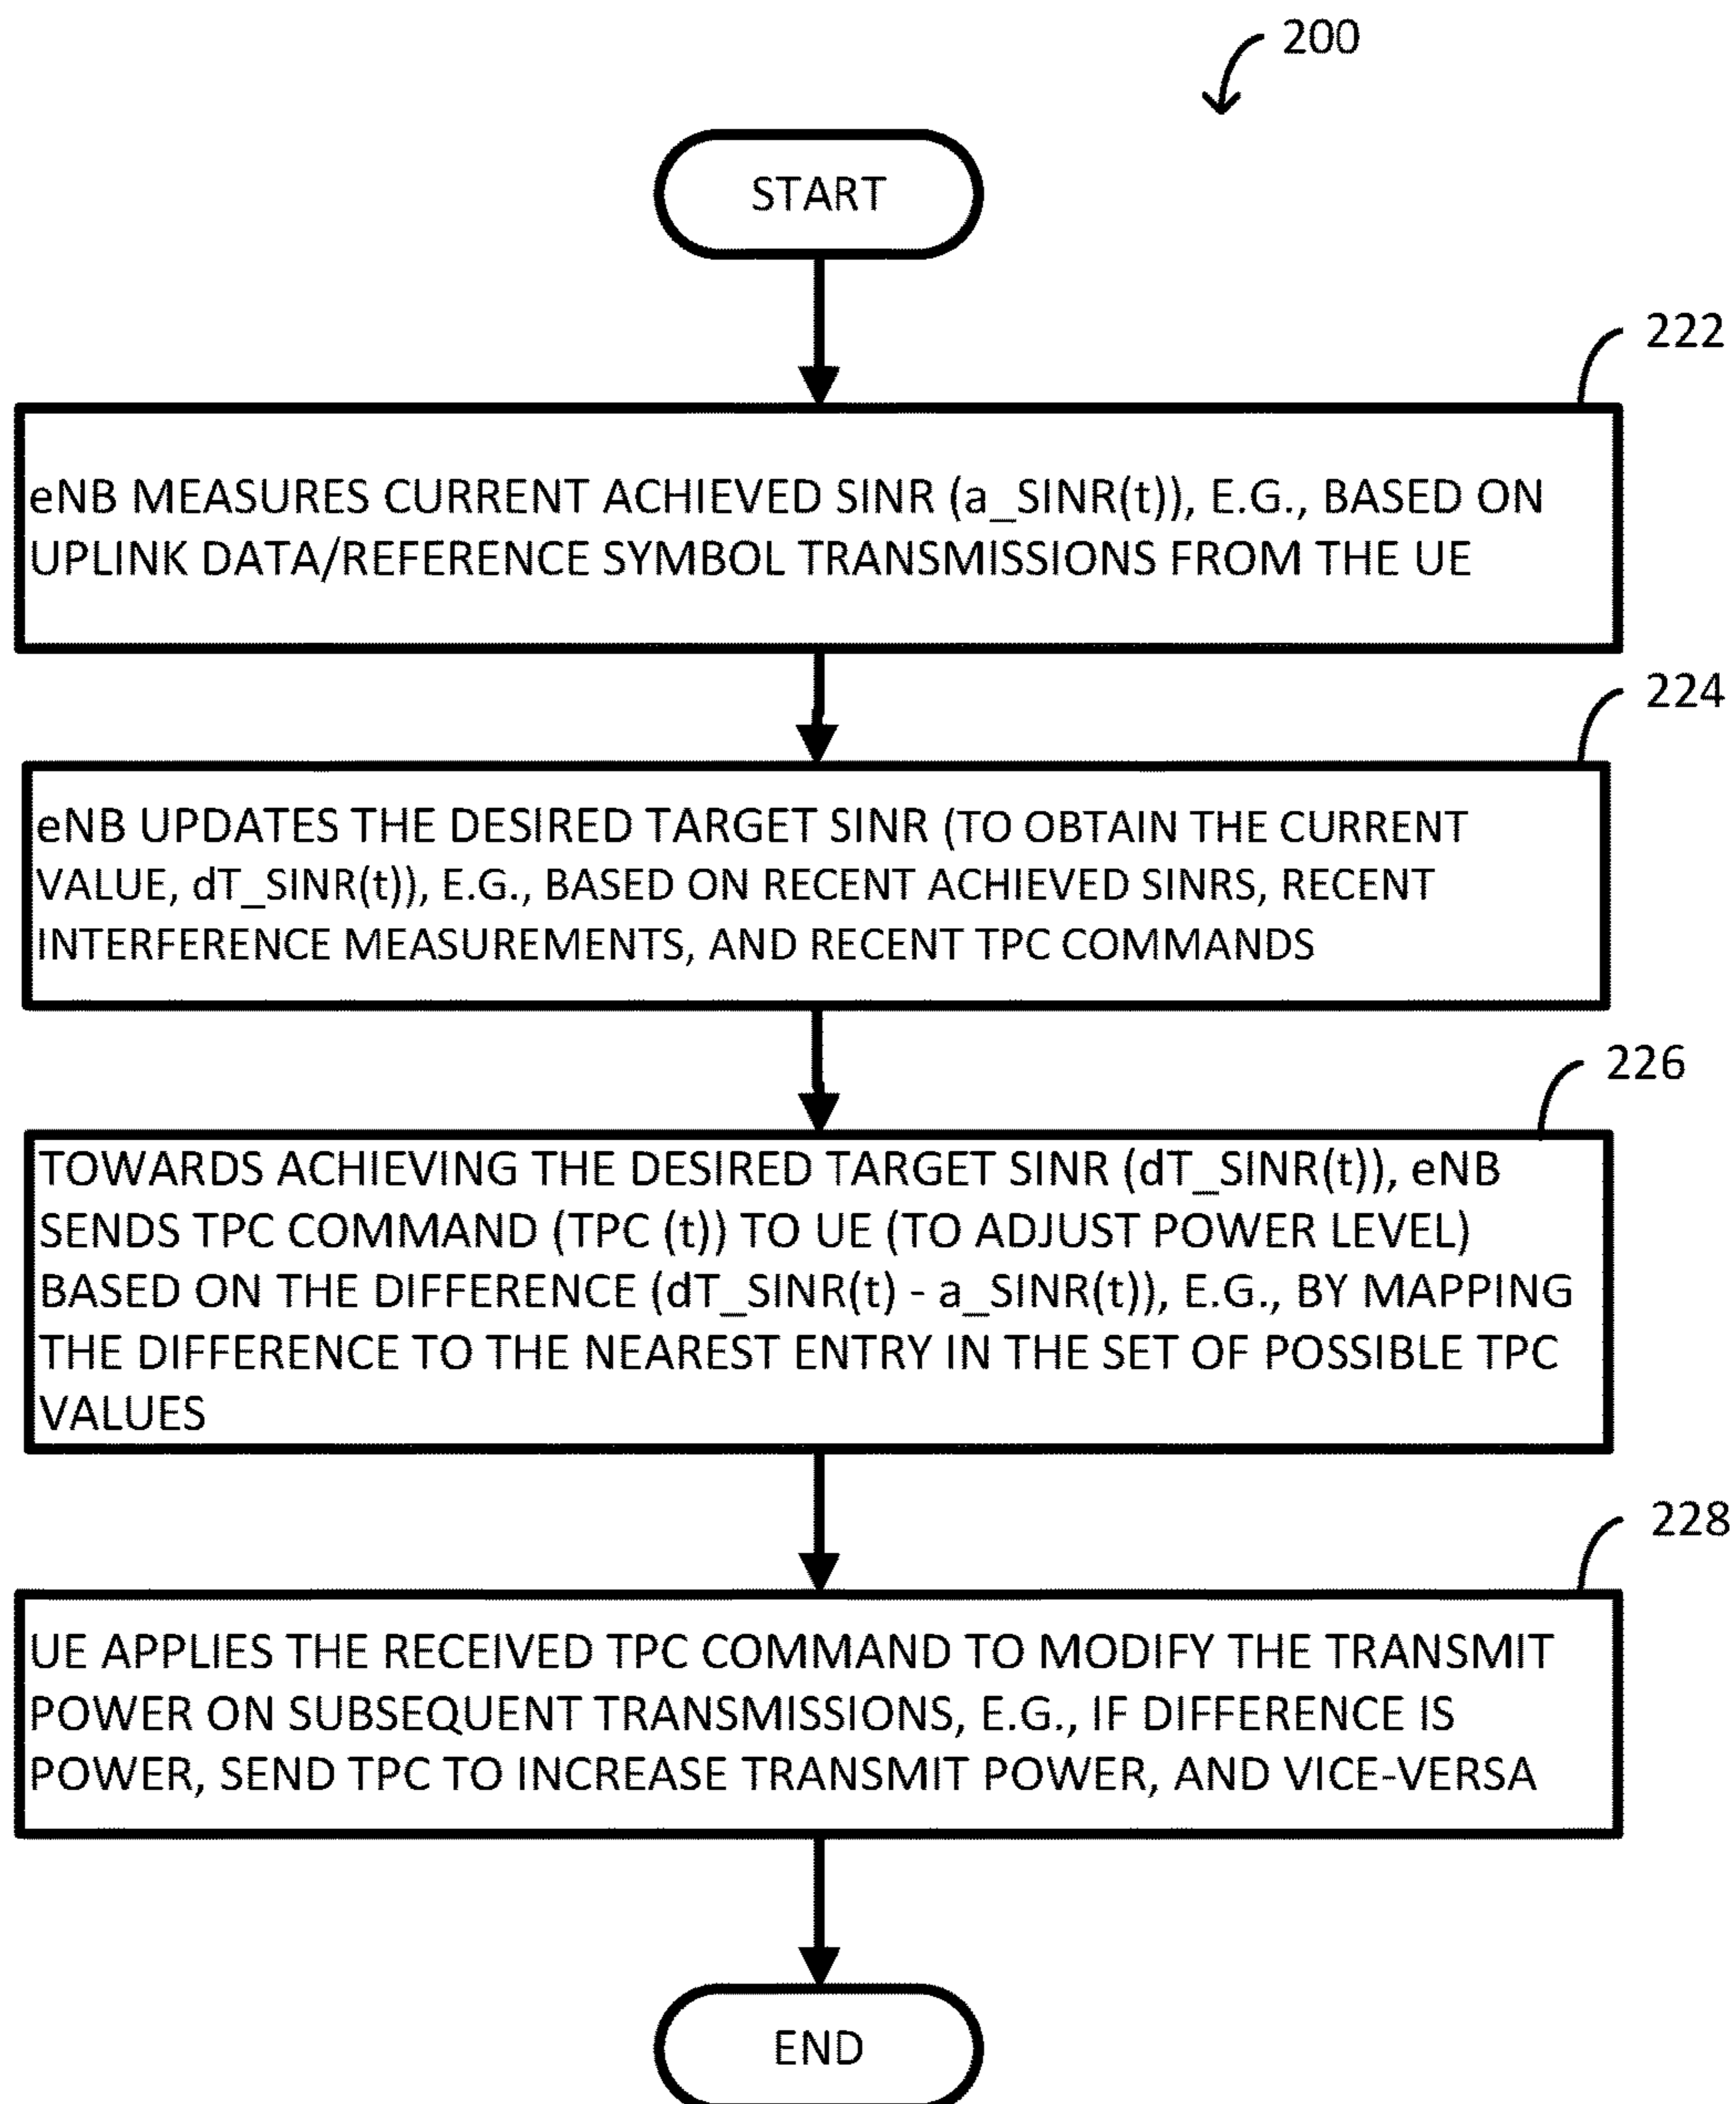 200
START
222
eNB MEASURES CURRENT ACHIEVED SINR (a_SINR(t)), E.G., BASED ON
UPLINK DATA/REFERENCE SYMBOL TRANSMISSIONS FROM THE UE
224
eNB UPDATES THE DESIRED TARGET SINR (TO OBTAIN THE CURRENT
VALUE, dT_SINR(t)), E.G., BASED ON RECENT ACHIEVED SINRS, RECENT
INTERFERENCE MEASUREMENTS, AND RECENT TPC COMMANDS
226
TOWARDS ACHIEVING THE DESIRED TARGET SINR (dT_SINR(t)), eNB
SENDS TPC COMMAND (TPC (t)) TO UE (TO ADJUST POWER LEVEL)
BASED ON THE DIFFERENCE (dT_SINR(t) - a_SINR(t)), E.G., BY MAPPING
THE DIFFERENCE TO THE NEAREST ENTRY IN THE SET OF POSSIBLE TPC
VALUES
228
UE APPLIES THE RECEIVED TPC COMMAND TO MODIFY THE TRANSMIT
POWER ON SUBSEQUENT TRANSMISSIONS, E.G., IF DIFFERENCE IS
POWER, SEND TPC TO INCREASE TRANSMIT POWER, AND VICE-VERSA
END